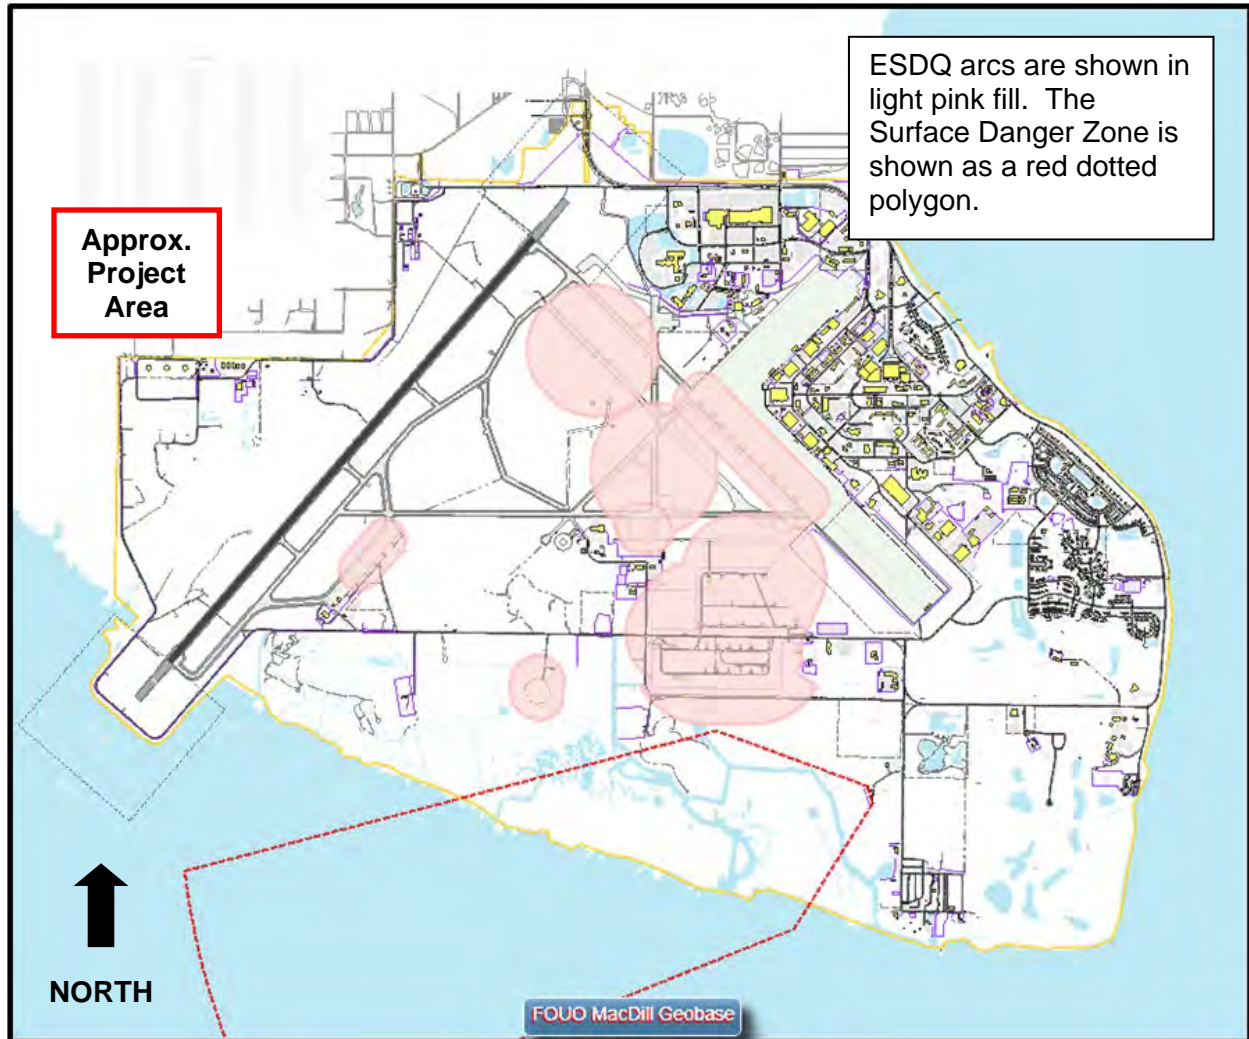 ESDQ arcs are shown in
light pink fill. The
Surface Danger Zone is
shown as a red dotted
polygon.
Approx.
Project
Area
NORTH
FOUO MacDill Geobase